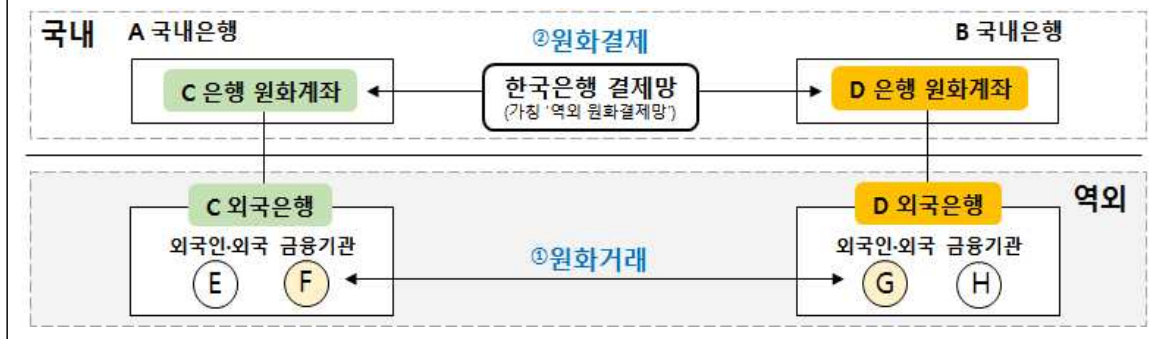 국내 A 국내은행 ②원화결제 B 국내은행
C 은행 원화계좌 한국은행 결제망 D 은행 원화계좌
(가칭 '역외 원화결제망')
C 외국은행 D 외국은행 역외
외국인·외국 금융기관 ①원화거래 외국인·외국 금융기관
E F G H